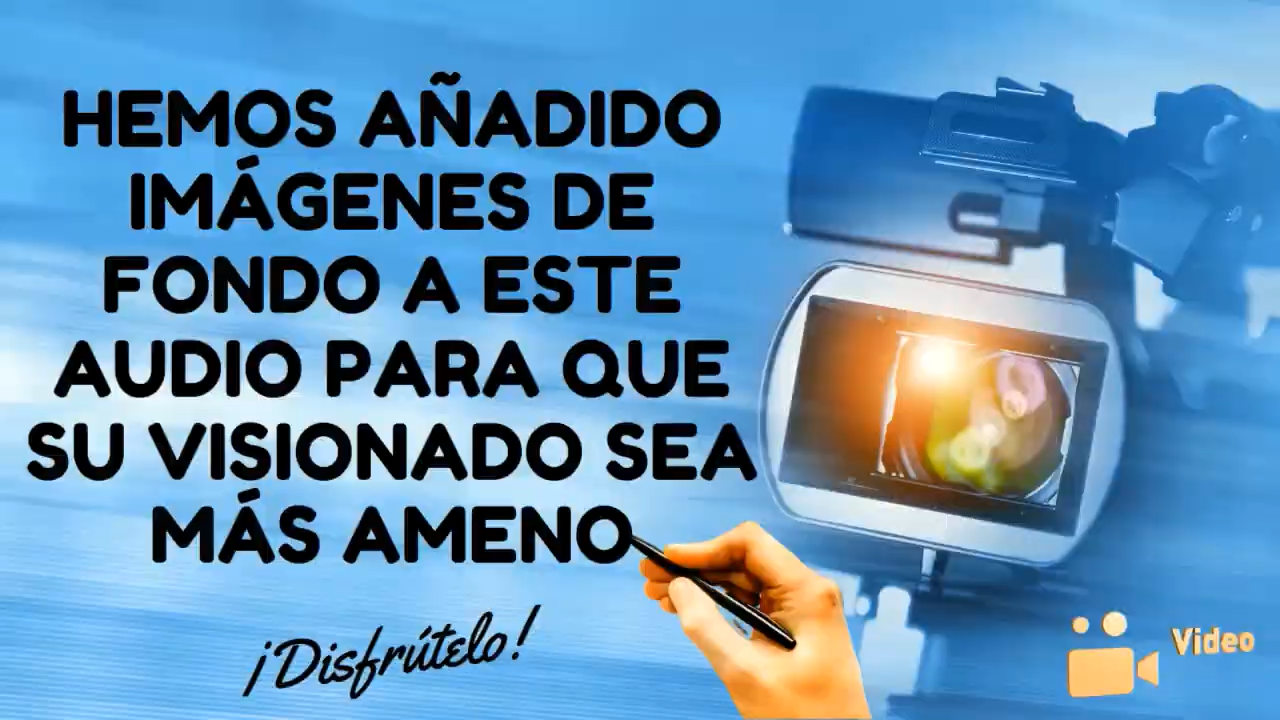 HEMOS AÑADIDO
IMÁGENES DE
FONDO A ESTE
AUDIO PARA QUE
SU VISIONADO SEA
MÁS AMENO
¡Disfrútelo!
Video